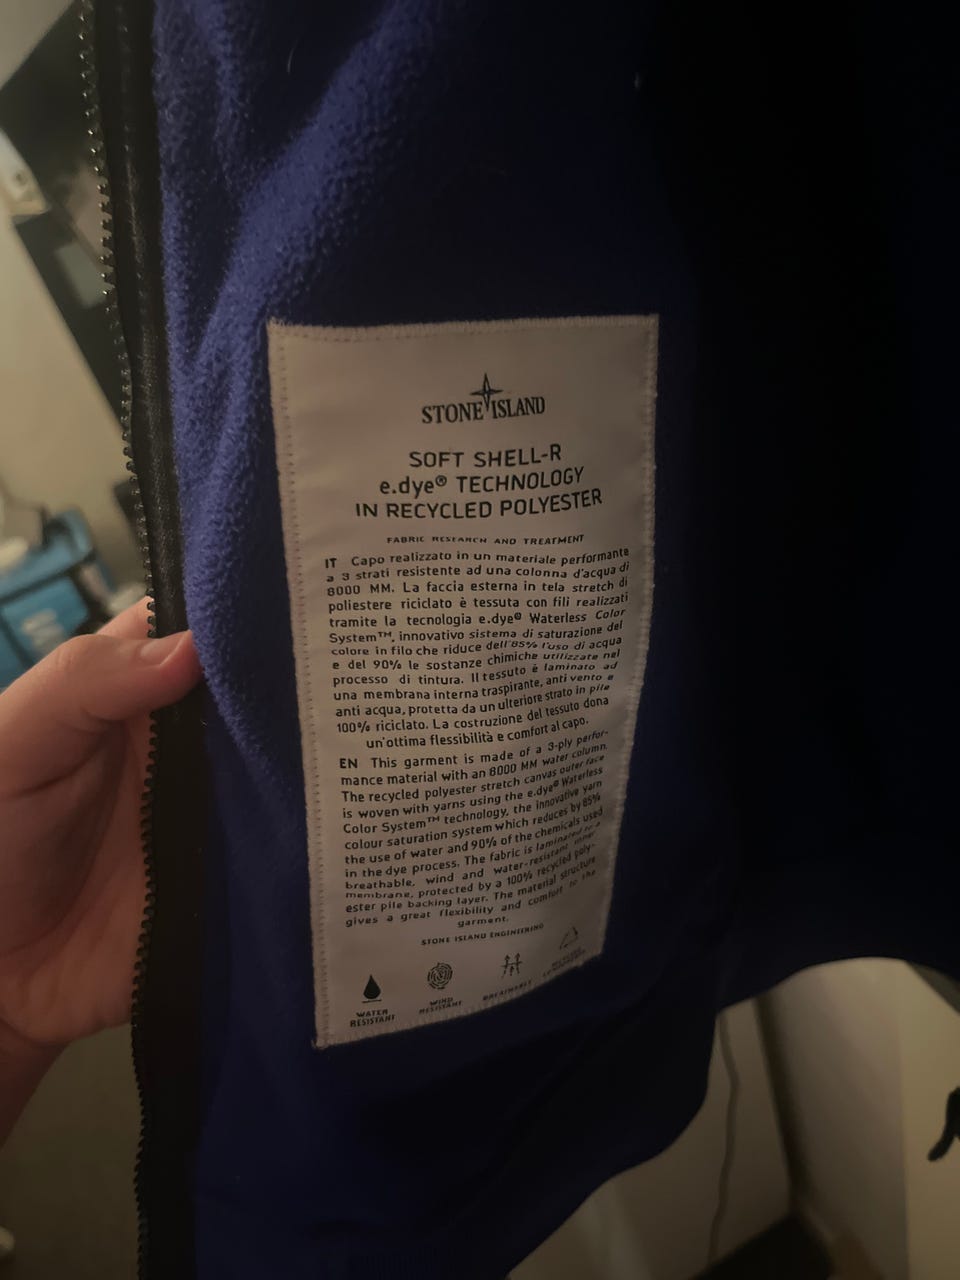 STONE ISLAND
SOFT SHELL-R
e.dye® TECHNOLOGY
IN RECYCLED POLYESTER
FABRIC RESEARCH AND TREATMENT
IT Capo realizzato in un materiale performante
a 3 strati resistente ad una colonna d'acqua di
8000 MM. La faccia esterna in tela stretch di
poliestere riciclato è tessuta con fili realizzati
tramite la tecnologia e.dye® Waterless Color
System™, innovativo sistema di saturazione del
colore in filo che riduce dell'85% l'uso di acqua
e del 90% le sostanze chimiche utilizzate nel
processo di tintura. Il tessuto è laminato ad
una membrana interna traspirante, anti vento e
anti acqua, protetta da un ulteriore strato in pile
100% riciclato. La costruzione del tessuto dona
un'ottima flessibilità e comfort al capo.
EN This garment is made of a 3-ply perfor-
mance material with an 8000 MM water column.
The recycled polyester stretch canvas outer face
is woven with yarns using the e.dye® Waterless
Color System™ technology, the innovative yarn
colour saturation system which reduces by 85%
the use of water and 90% of the chemicals used
in the dye process. The fabric is laminated to a
breathable, wind and water-resistant inner
membrane, protected by a 100% recycled poly-
ester pile backing layer. The material structure
gives a great flexibility and comfort to the
garment.
STONE ISLAND ENGINEERING
WATER
RESISTANT
WIND
RESISTANT
BREATHABLE